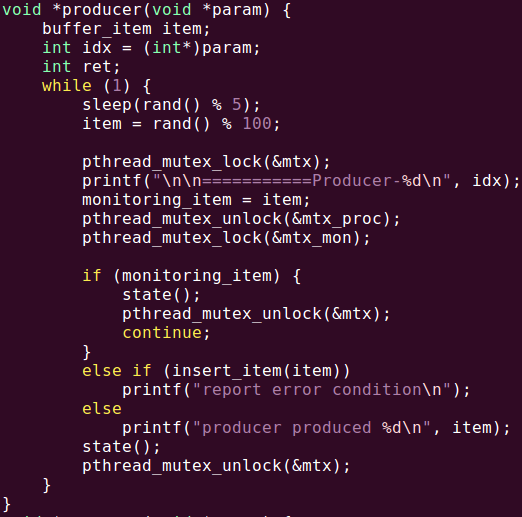 void *producer(void *param) {
    buffer_item item;
    int idx = (int*)param;
    int ret;
    while (1) {
        sleep(rand() % 5);
        item = rand() % 100;

        pthread_mutex_lock(&mtx);
        printf("\n\n===========Producer-%d\n", idx);
        monitoring_item = item;
        pthread_mutex_unlock(&mtx_proc);
        pthread_mutex_lock(&mtx_mon);

        if (monitoring_item) {
            state();
            pthread_mutex_unlock(&mtx);
            continue;
        }
        else if (insert_item(item))
            printf("report error condition\n");
        else
            printf("producer produced %d\n", item);
        state();
        pthread_mutex_unlock(&mtx);
    }
}